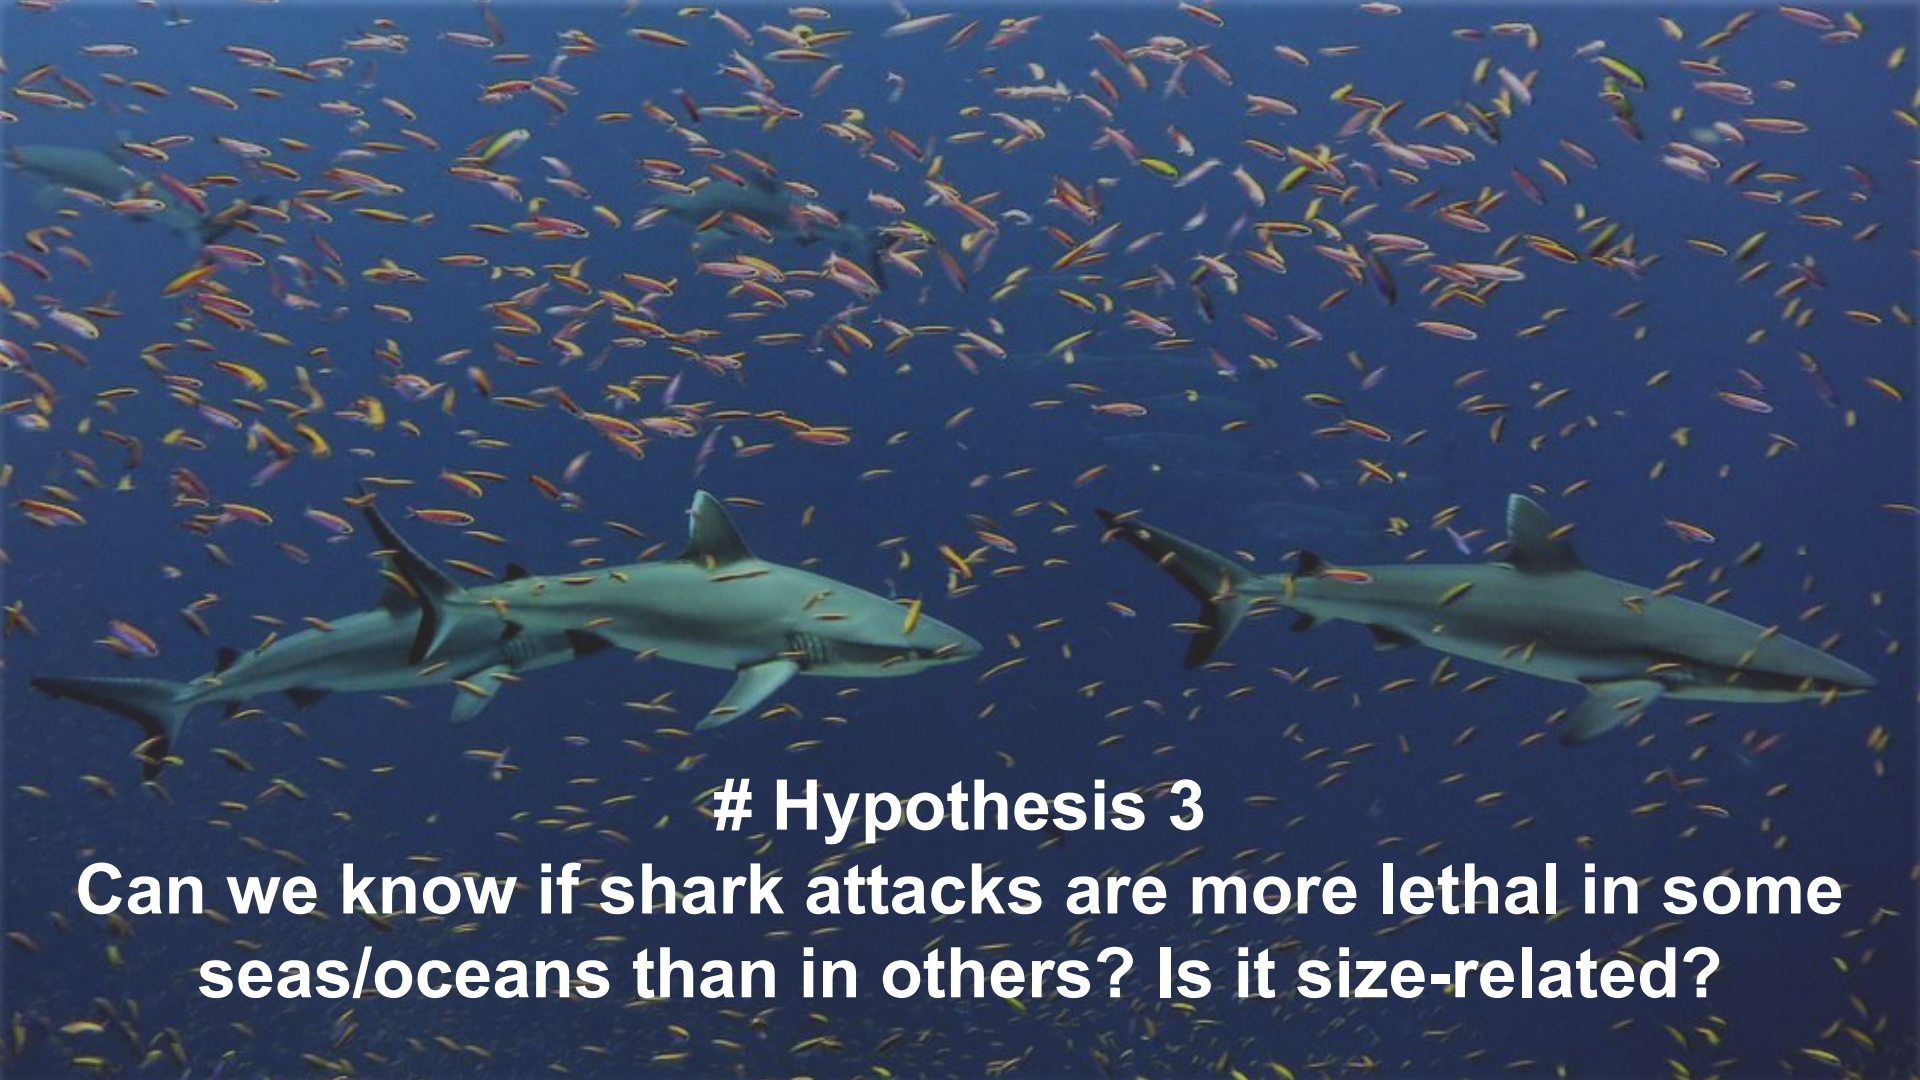 # Hypothesis 3
Can we know if shark attacks are more lethal in some
seas/oceans than in others? Is it size-related?